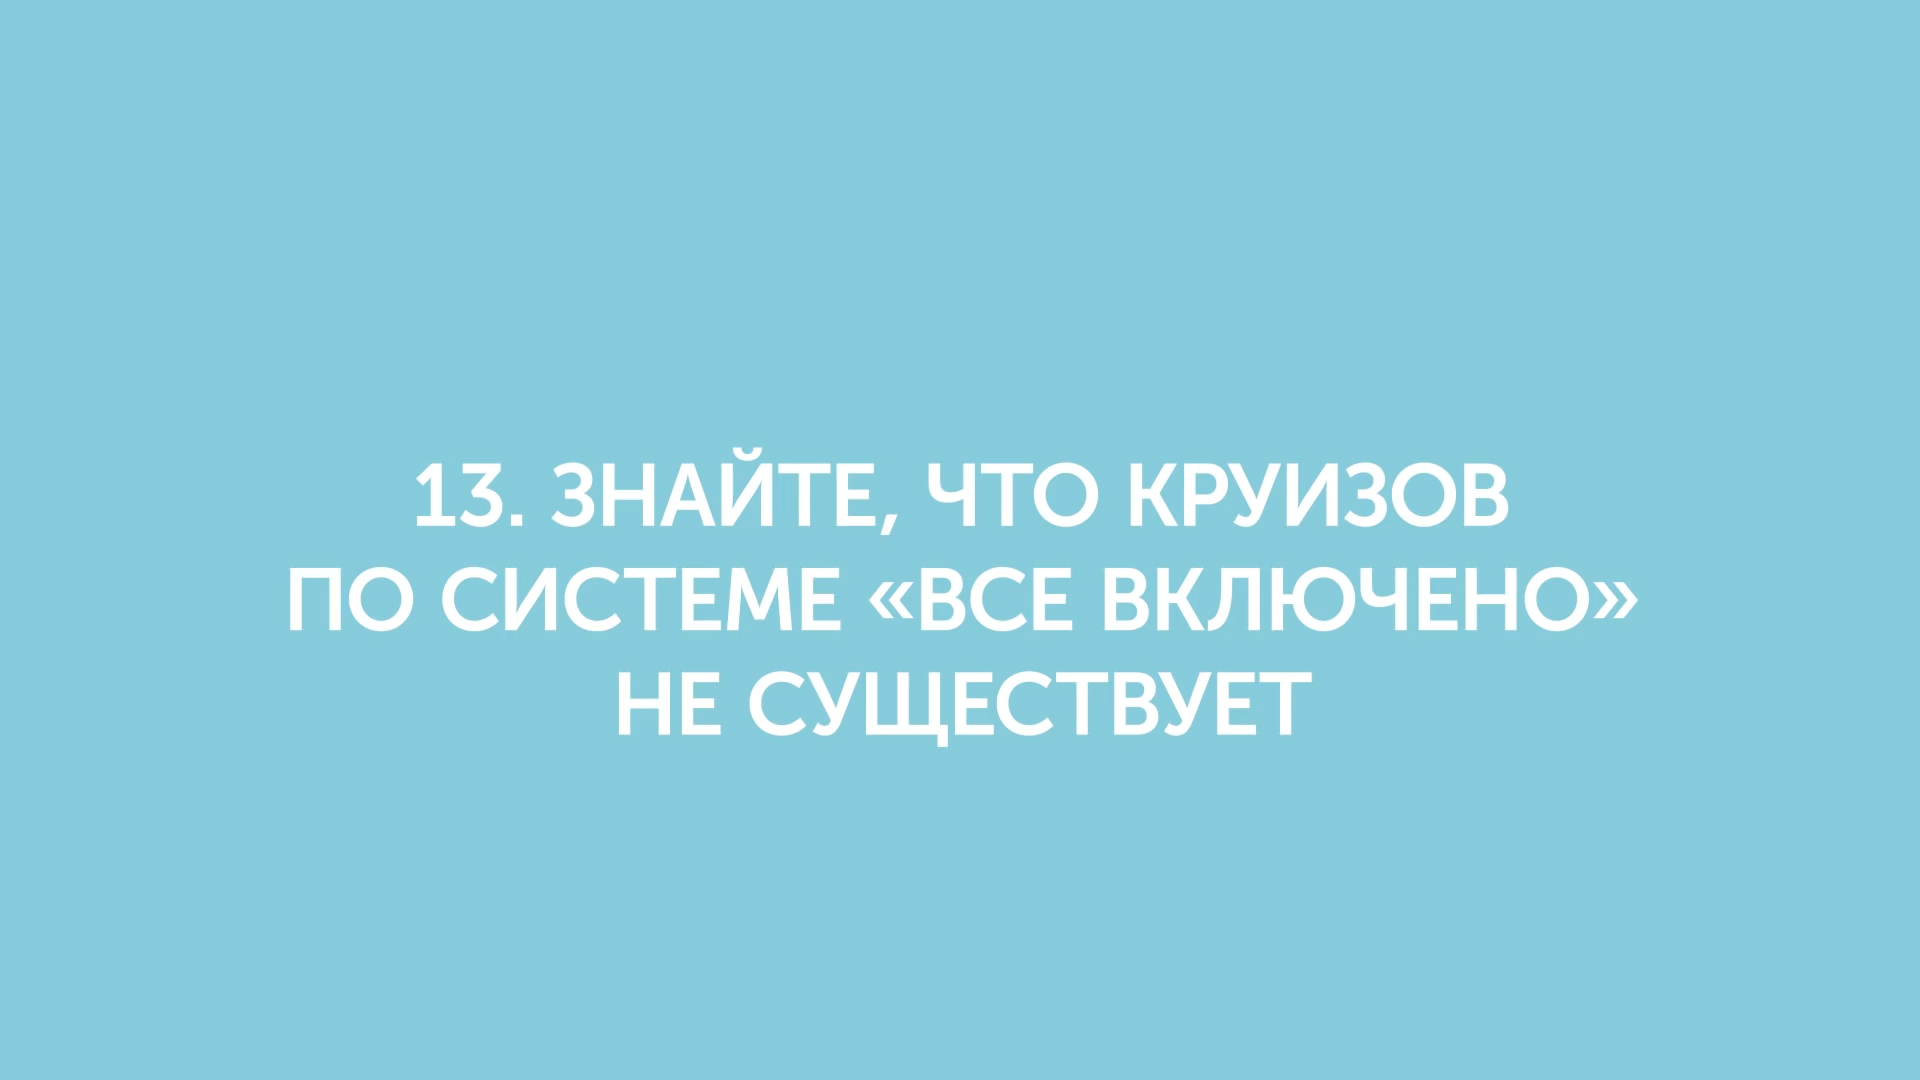 13. ЗНАЙТЕ, ЧТО КРУИЗОВ
ПО СИСТЕМЕ «ВСЕ ВКЛЮЧЕНО»
НЕ СУЩЕСТВУЕТ